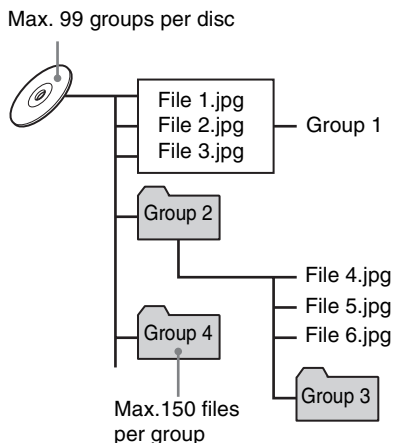 Max. 99 groups per disc
File 1.jpg
File 2.jpg
File 3.jpg
Group 1
Group 2
File 4.jpg
File 5.jpg
File 6.jpg
Group 4
Group 3
Max.150 files
per group